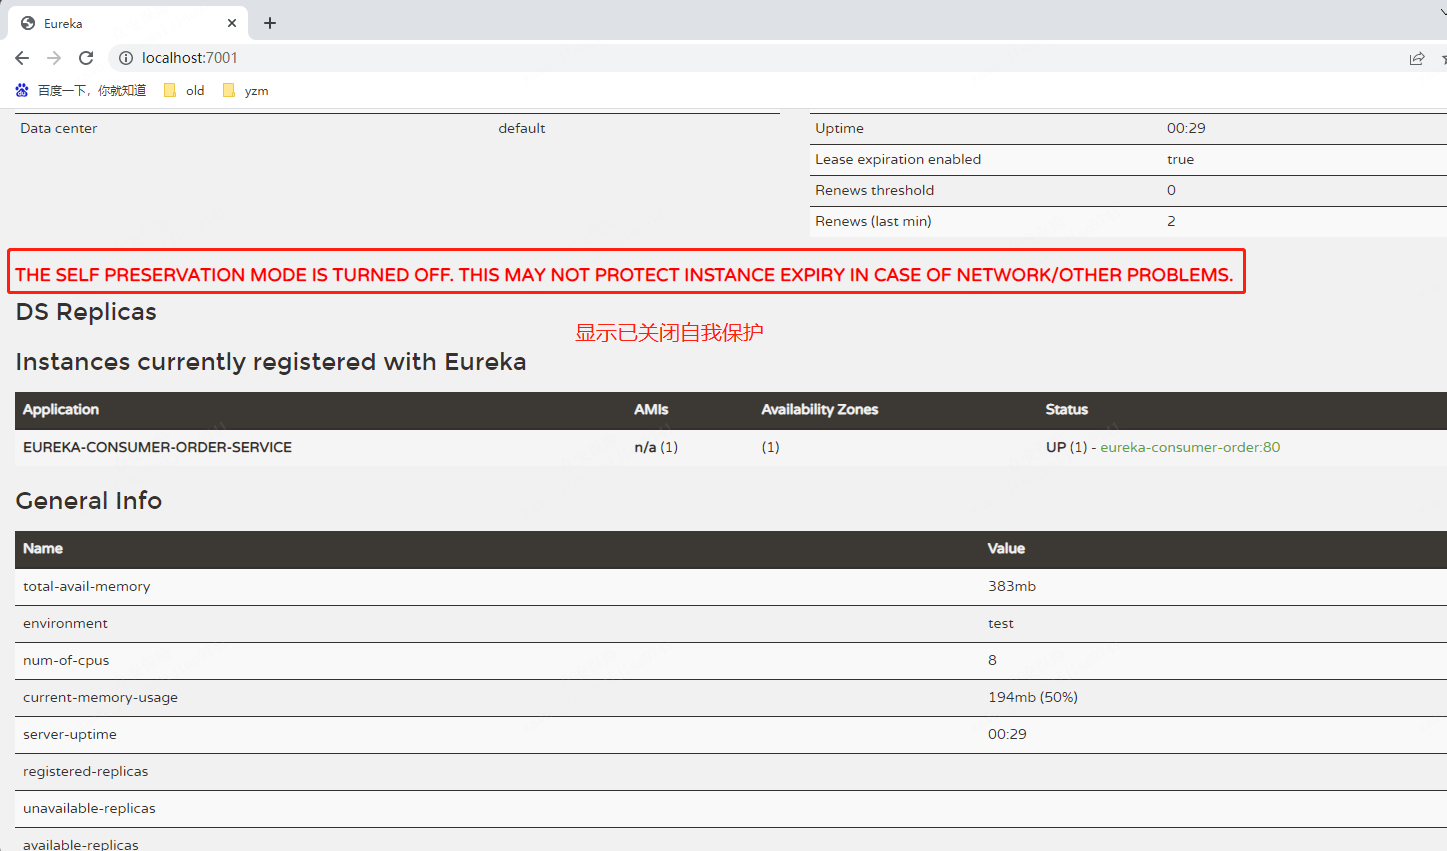 Eureka
localhost:7001
百度一下，你就知道 old yzm
Data center default
Uptime 00:29
Lease expiration enabled true
Renews threshold 0
Renews (last min) 2
THE SELF PRESERVATION MODE IS TURNED OFF. THIS MAY NOT PROTECT INSTANCE EXPIRY IN CASE OF NETWORK/OTHER PROBLEMS.
DS Replicas
显示已关闭自我保护
Instances currently registered with Eureka
Application AMIs Availability Zones Status
EUREKA-CONSUMER-ORDER-SERVICE n/a (1) (1) UP (1) - eureka-consumer-order:80
General Info
Name Value
total-avail-memory 383mb
environment test
num-of-cpus 8
current-memory-usage 194mb (50%)
server-uptime 00:29
registered-replicas
unavailable-replicas
available-replicas